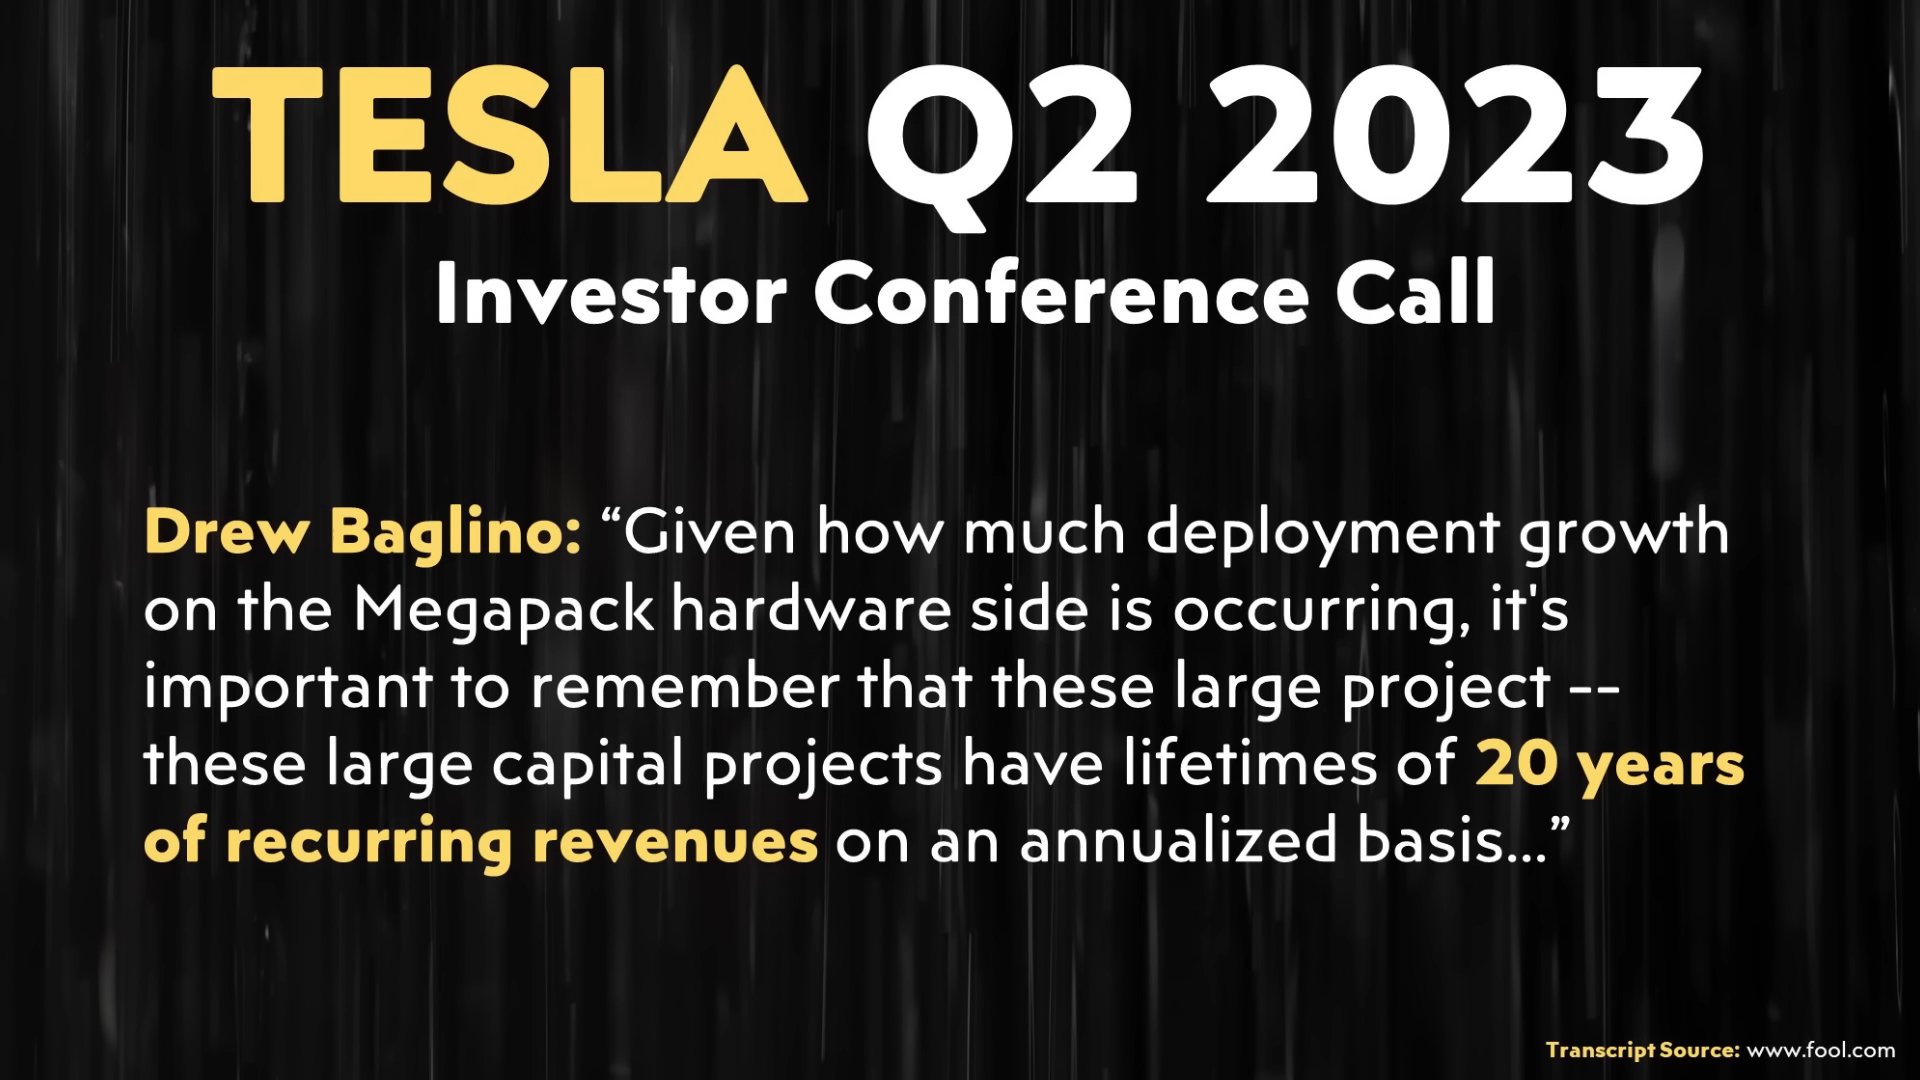 TESLA Q2 2023
Investor Conference Call
Drew Baglino: “Given how much deployment growth
on the Megapack hardware side is occurring, it's
important to remember that these large project --
these large capital projects have lifetimes of 20 years
of recurring revenues on an annualized basis...”
Transcript Source: www.fool.com